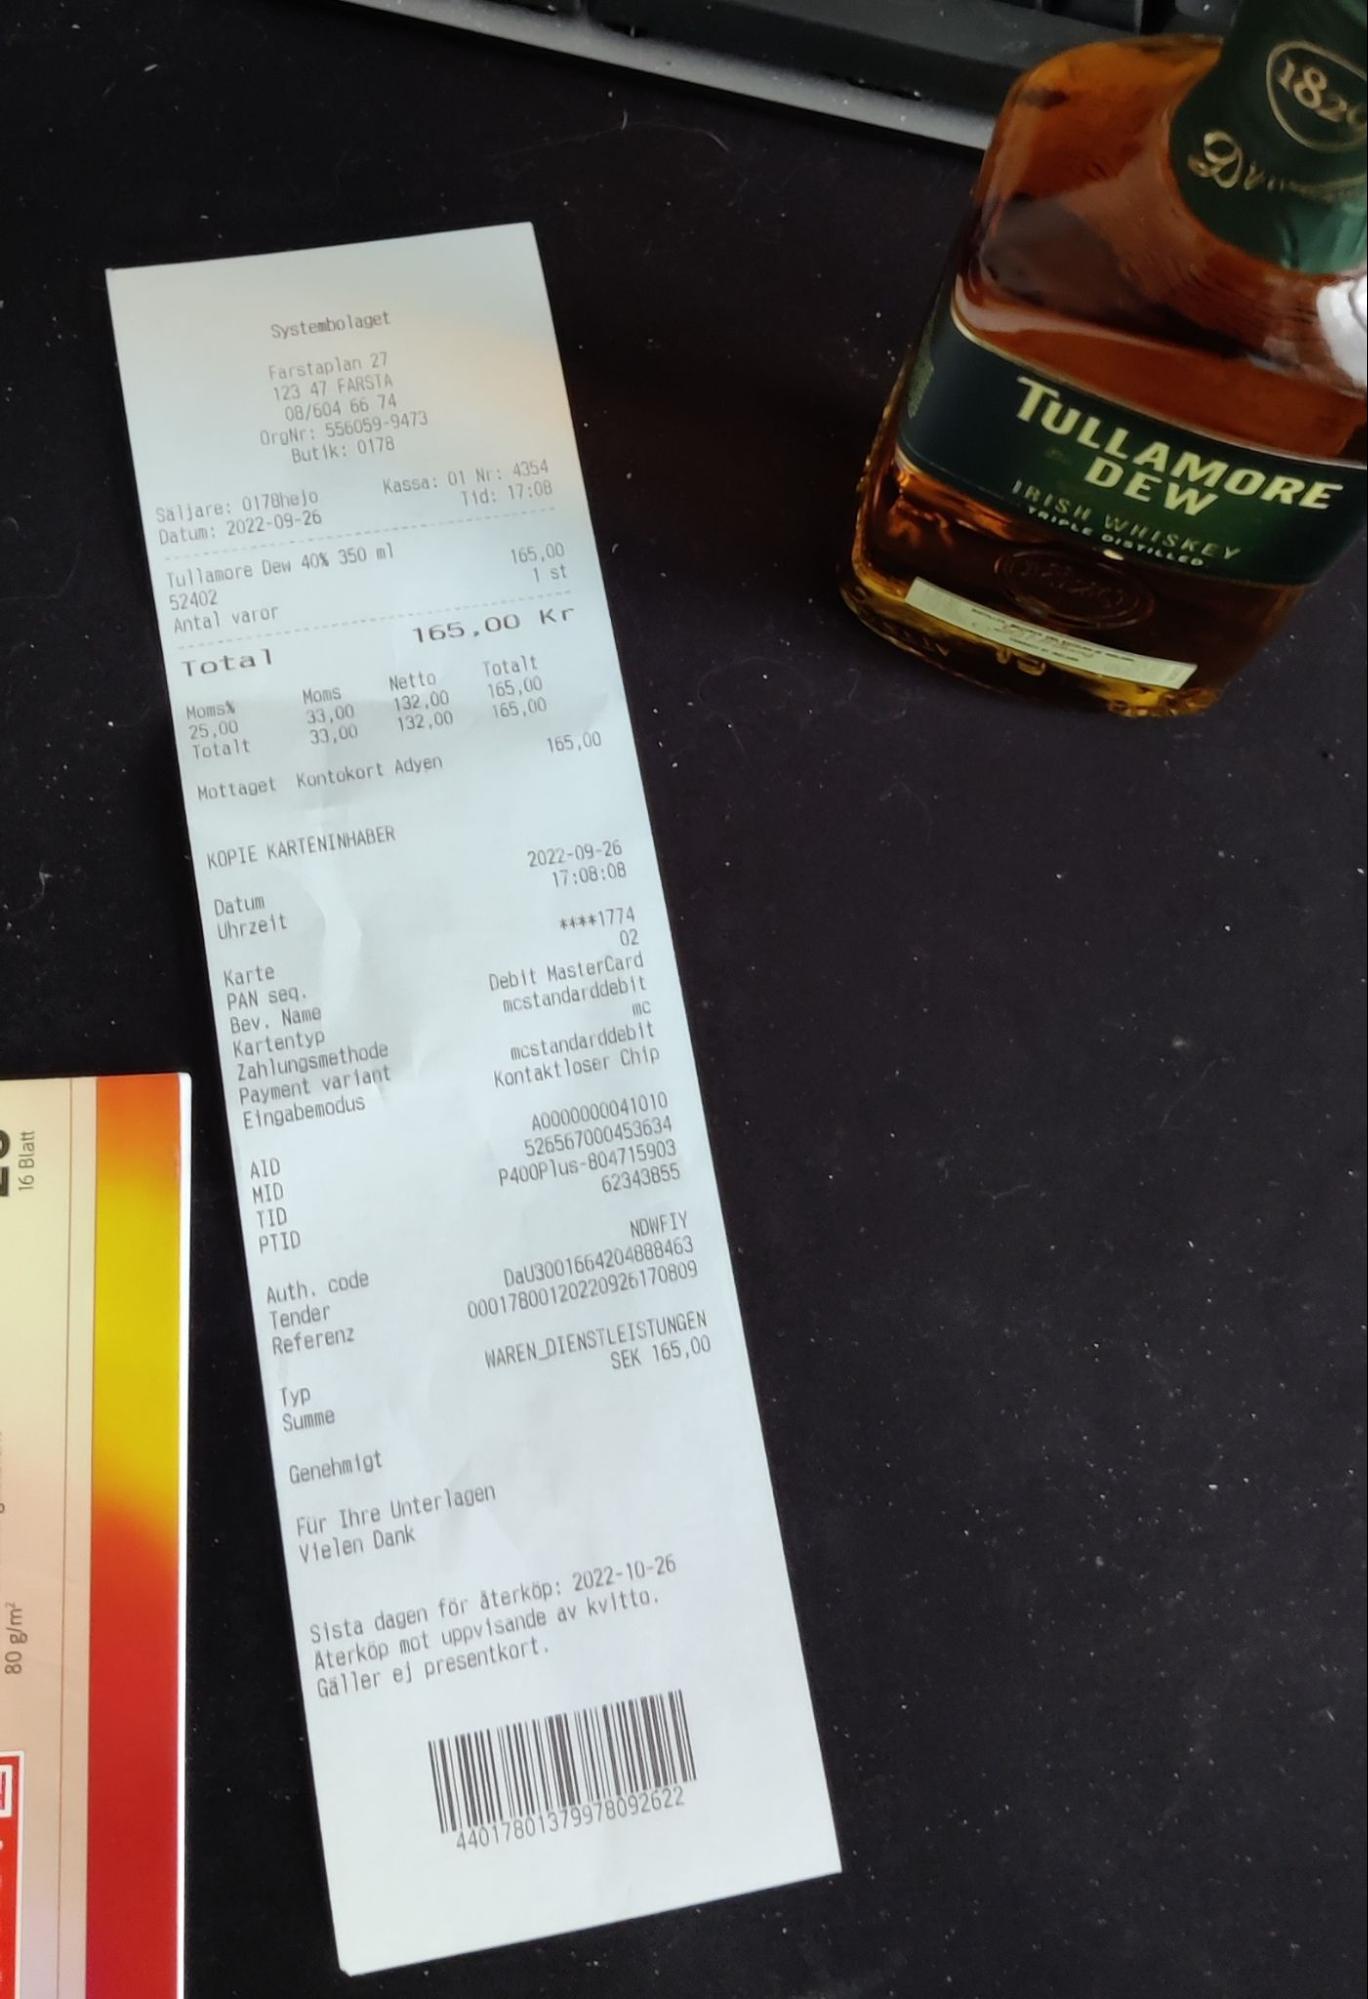 Systembolaget
Farstaplan 27
123 47 FARSTA
08/604 66 74
OrgNr: 556059-9473
Butik: 0178
Säljare: 0178hejo Kassa: 01 Nr: 4354
Datum: 2022-09-26 Tid: 17:08
Tullamore Dew 40% 350 ml 165,00
52402
Antal varor 1 st
Total 165,00 Kr
Moms% Moms Netto Totalt
25,00 33,00 132,00 165,00
Totalt 33,00 132,00 165,00
Mottaget Kontokort Adyen 165,00
KOPIE KARTENINHABER
Datum 2022-09-26
Uhrzeit 17:08:08
Karte ****1774
PAN seq. 02
Bev. Name Debit MasterCard
Kartentyp mcstandarddebit
Zahlungsmethode mc
Payment variant mcstandarddebit
Eingabemodus Kontaktloser Chip
AID A0000000041010
MID 526567000453634
TID P400Plus-804715903
PTID 62343855
Auth. code NDWFIY
Tender DaU3001664204888463
Referenz 00017800120220926170809
Typ WAREN_DIENSTLEISTUNGEN
Summe SEK 165,00
Genehmigt
Für Ihre Unterlagen
Vielen Dank
Sista dagen för återköp: 2022-10-26
Återköp mot uppvisande av kvitto.
Gäller ej presentkort.
44017801379978092622
TULLAMORE
DEW
IRISH WHISKEY
TRIPLE DISTILLED
16 Blatt
80 g/m²